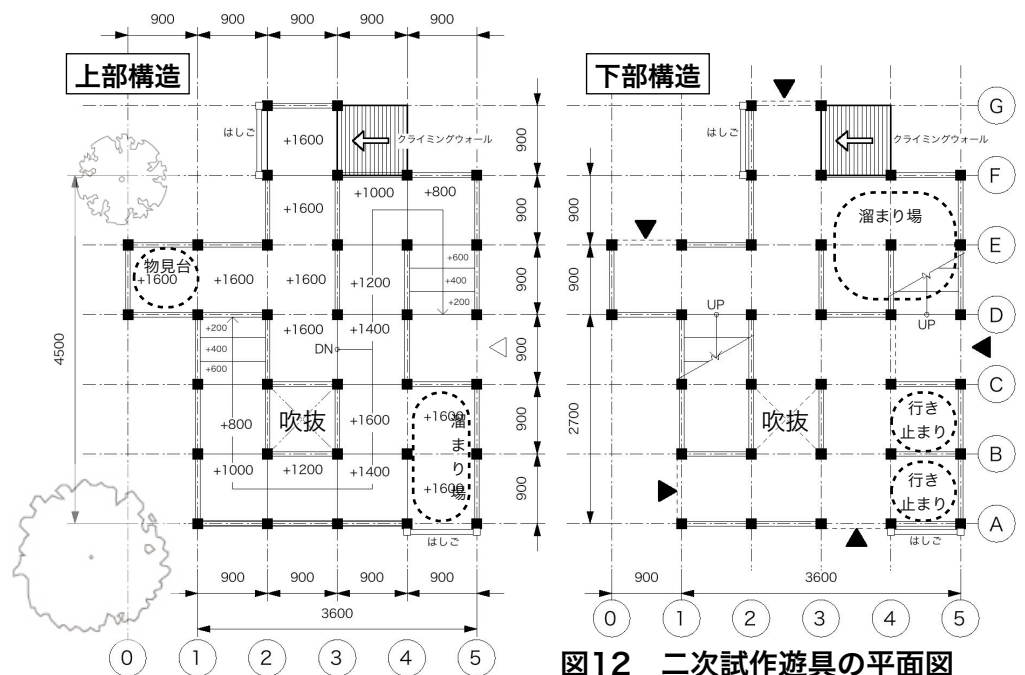 900 900 900 900 900
上部構造
下部構造
はしご
+1600
クライミングウォール
900
はしご
クライミングウォール
G
+1000
+800
F
+1600
900
900
溜まり場
物見台
+1600
+1600
+1600
+1200
+600
+400
+200
900
900
E
4500
+200
+400
+600
+1600
+1400
DN
900
UP
UP
D
吹抜
+800
+1600
+1600
900
2700
吹抜
行き
止まり
C
溜まり場
+1000
+1200
+1400
+1600
900
行き
止まり
B
はしご
はしご
A
900 900 900 900
900 3600
3600
0 1 2 3 4 5
0 1 2 3 4 5
図12 二次試作遊具の平面図